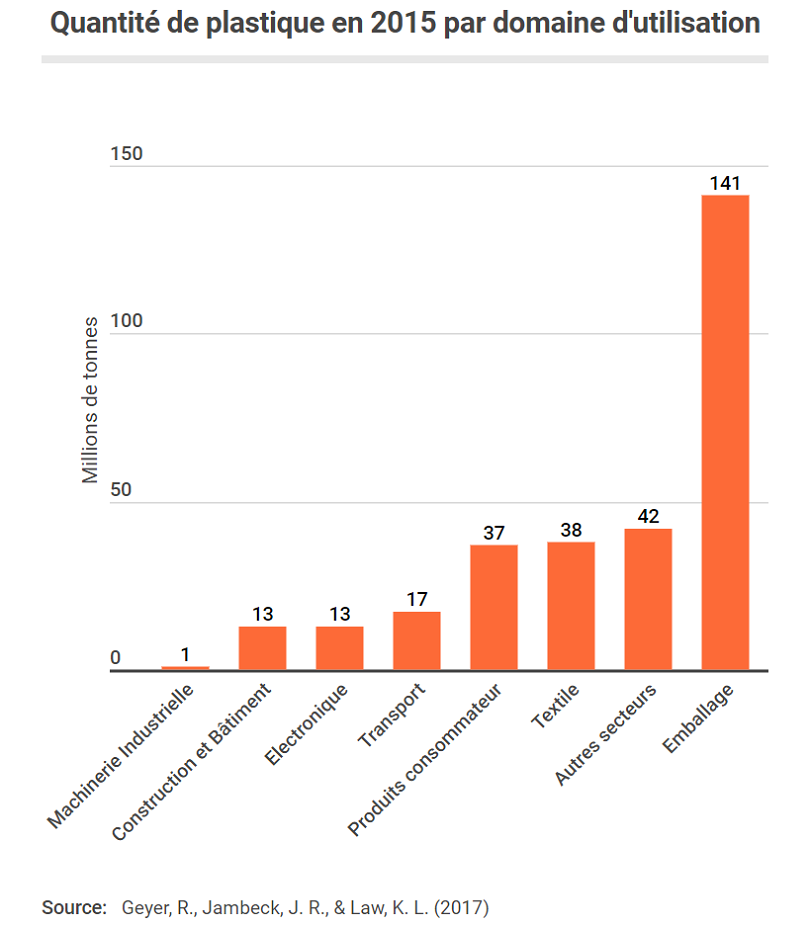 Quantité de plastique en 2015 par domaine d'utilisation
150
141
100
Millions de tonnes
50
42
38
37
17
13
13
1
0
Machinerie Industrielle
Construction et Bâtiment
Electronique
Transport
Produits consommateur
Textile
Autres secteurs
Emballage
Source: Geyer, R., Jambeck, J. R., & Law, K. L. (2017)